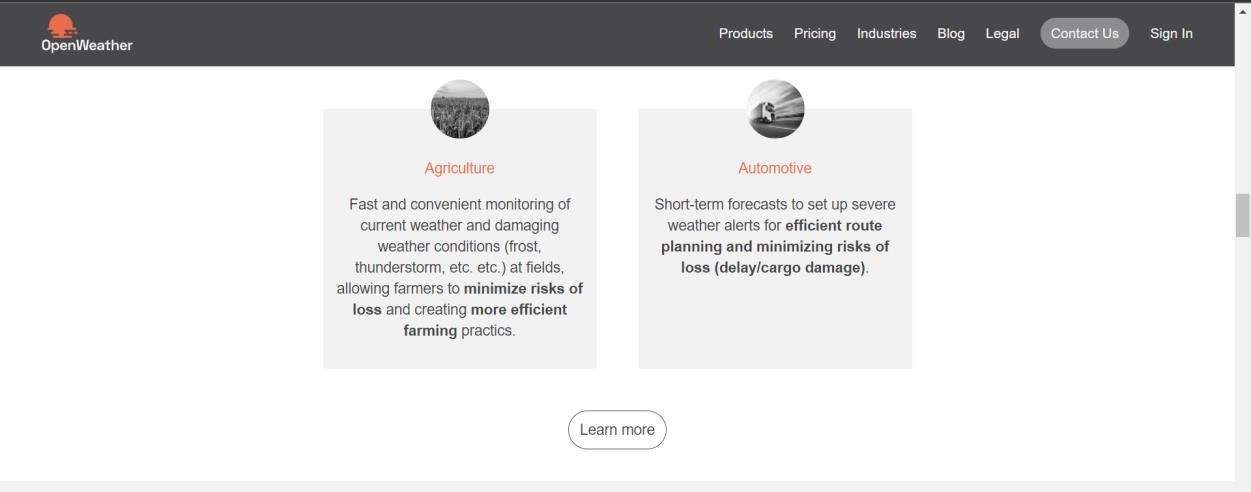 OpenWeather
Products Pricing Industries Blog Legal Contact Us Sign In
Agriculture
Fast and convenient monitoring of
current weather and damaging
weather conditions (frost,
thunderstorm, etc. etc.) at fields,
allowing farmers to minimize risks of
loss and creating more efficient
farming practics.
Automotive
Short-term forecasts to set up severe
weather alerts for efficient route
planning and minimizing risks of
loss (delay/cargo damage).
Learn more